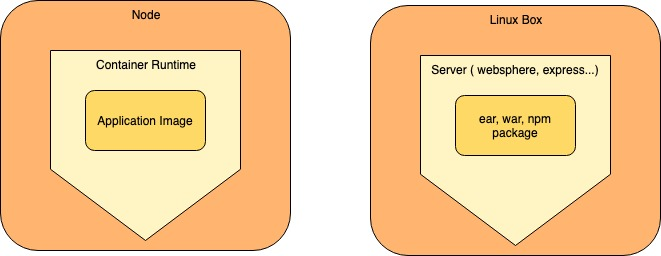 Node
Container Runtime
Application Image
Linux Box
Server ( websphere, express...)
ear, war, npm
package